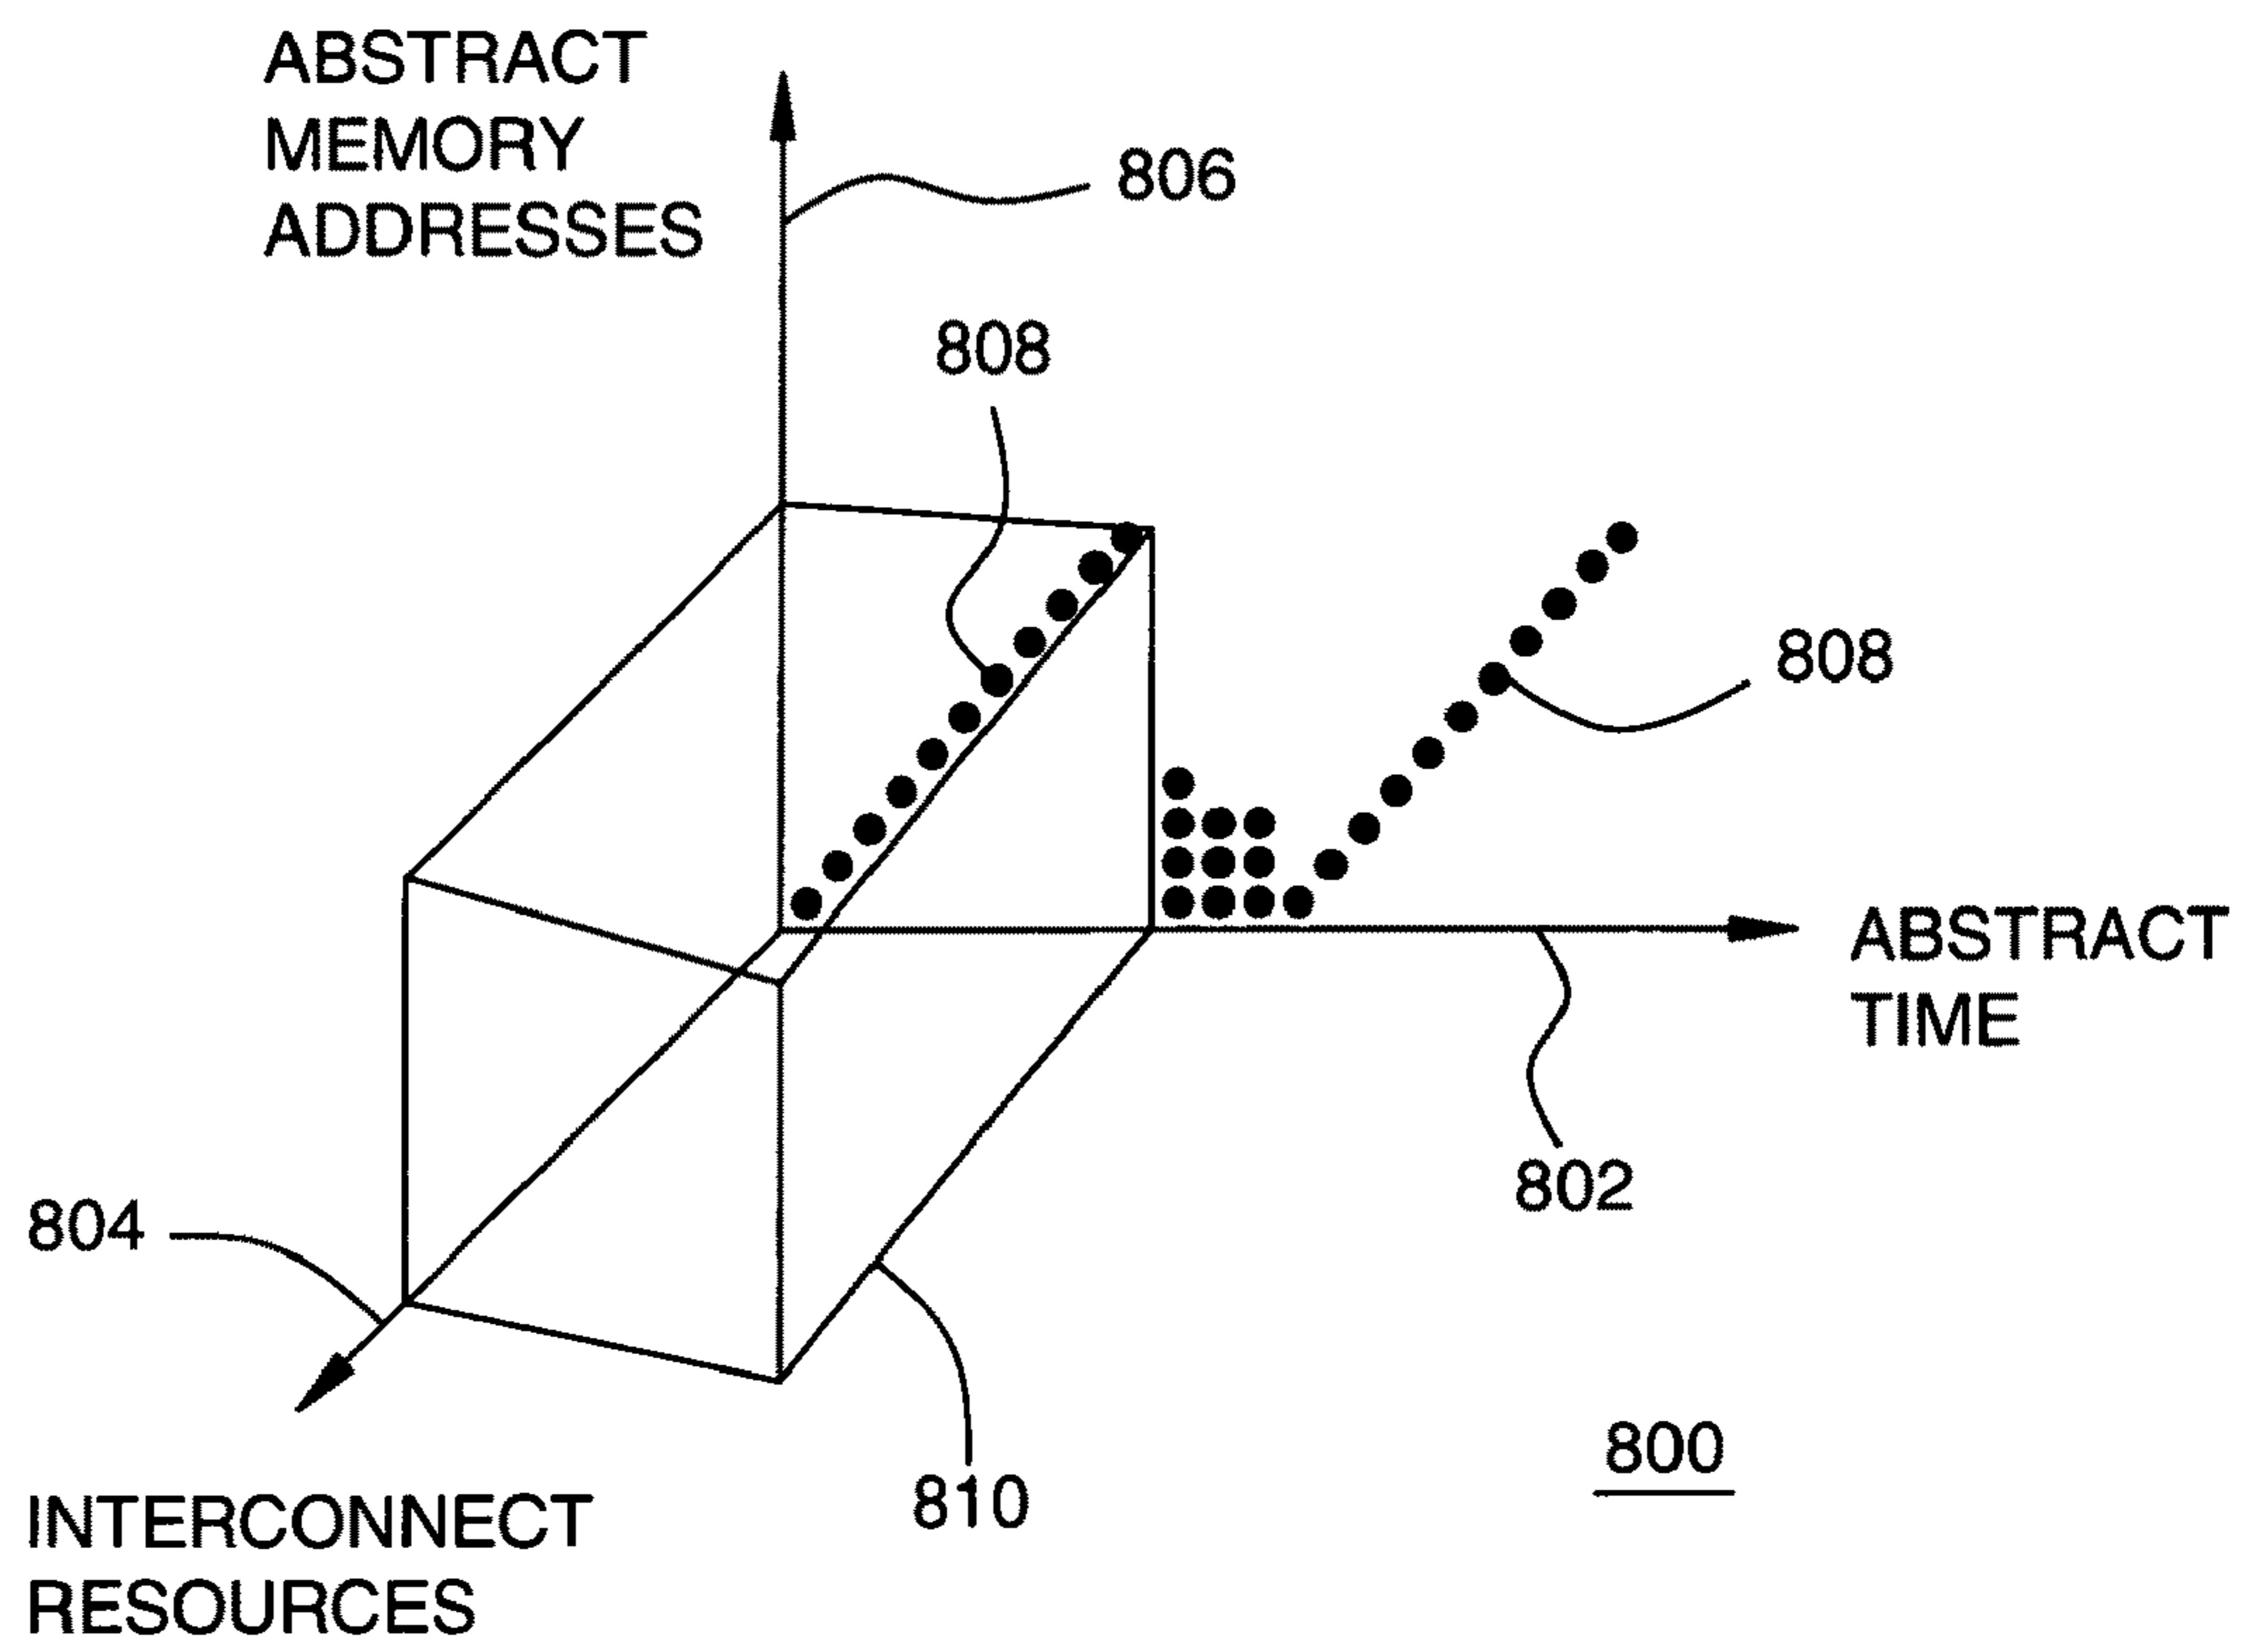 ABSTRACT
MEMORY
ADDRESSES
806
808
808
ABSTRACT
TIME
802
804
810
800
INTERCONNECT
RESOURCES